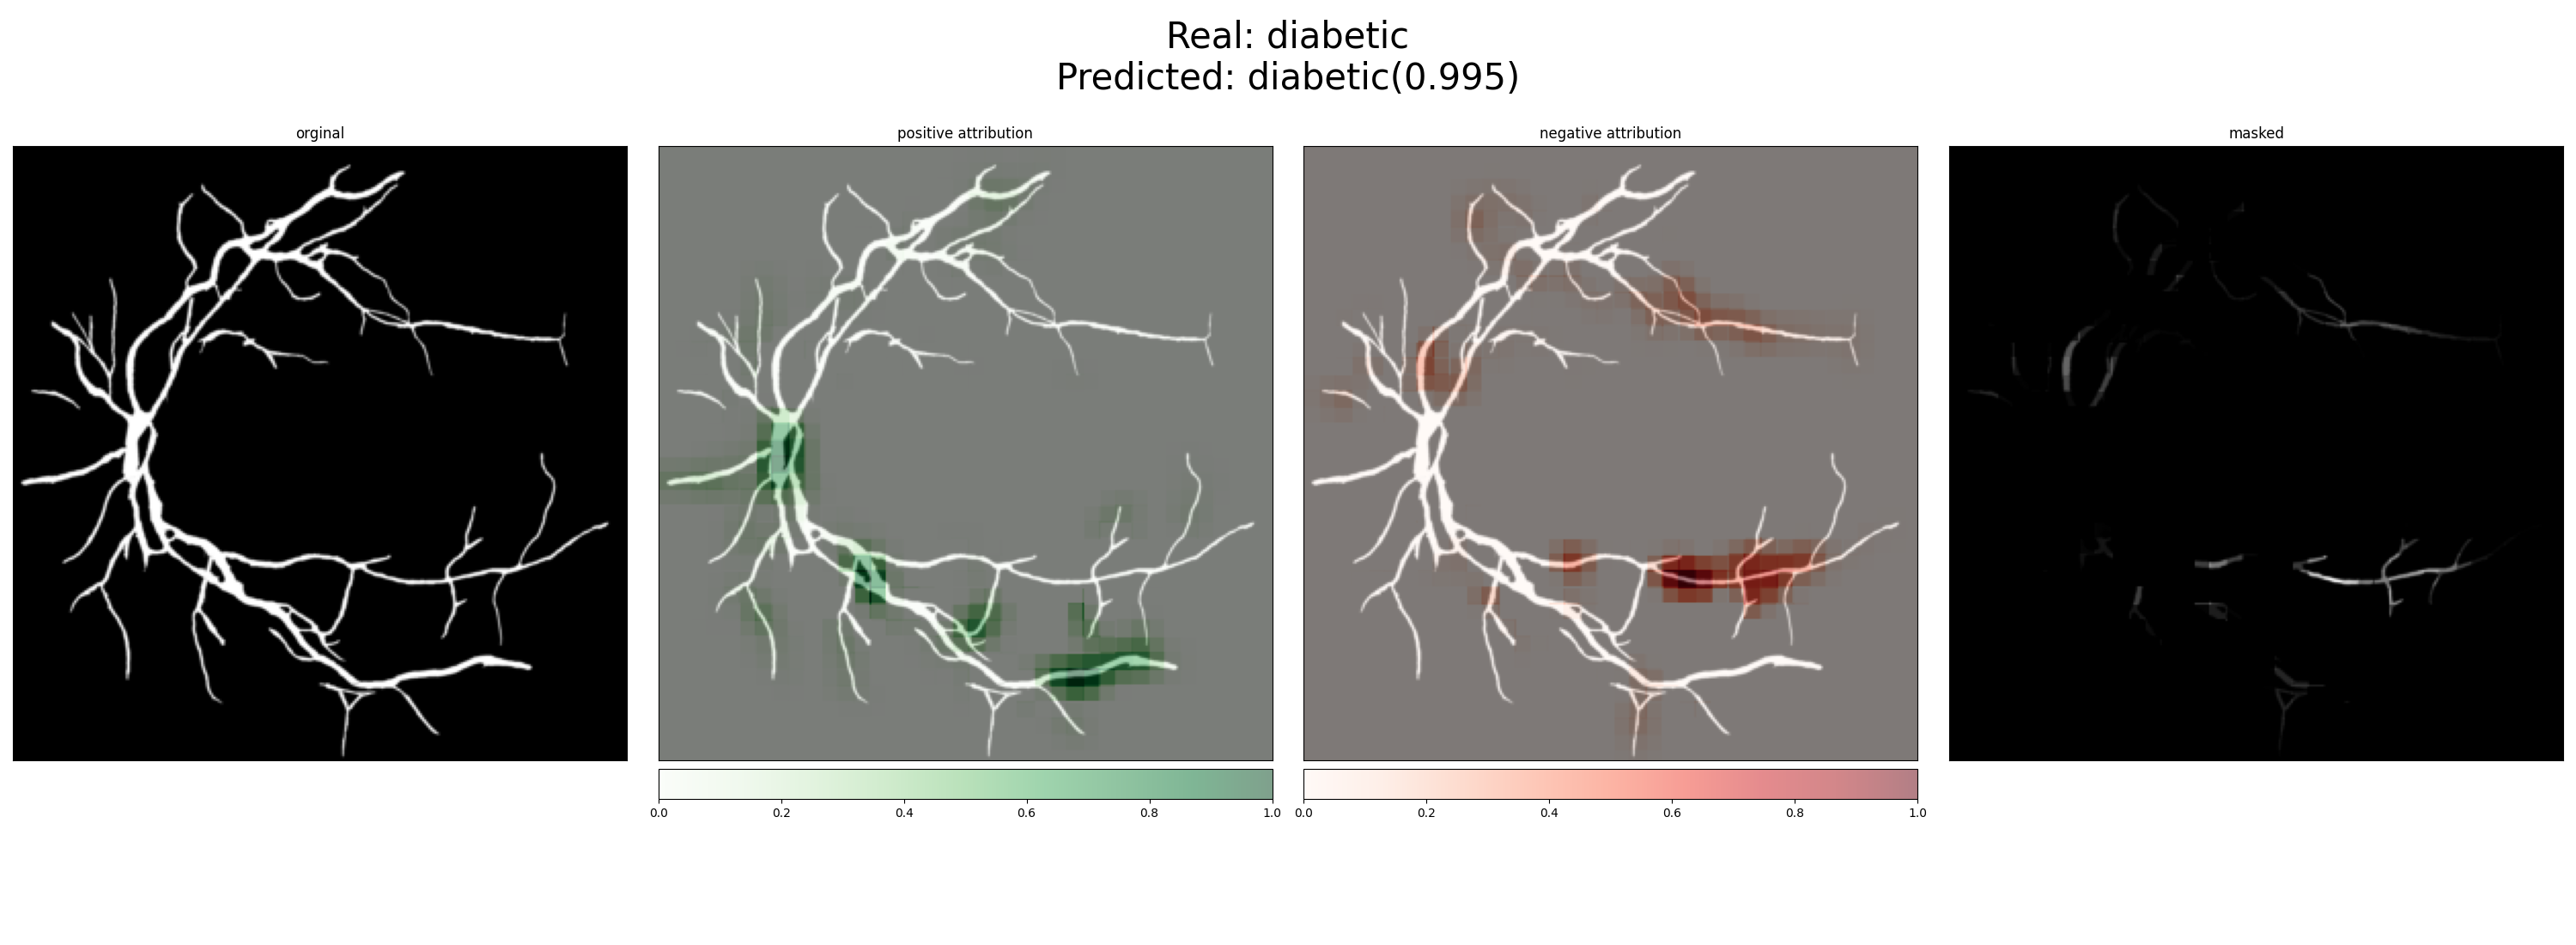 Real: diabetic
Predicted: diabetic(0.995)
orginal
positive attribution
negative attribution
masked
0.0 0.2 0.4 0.6 0.8 1.0
0.0 0.2 0.4 0.6 0.8 1.0